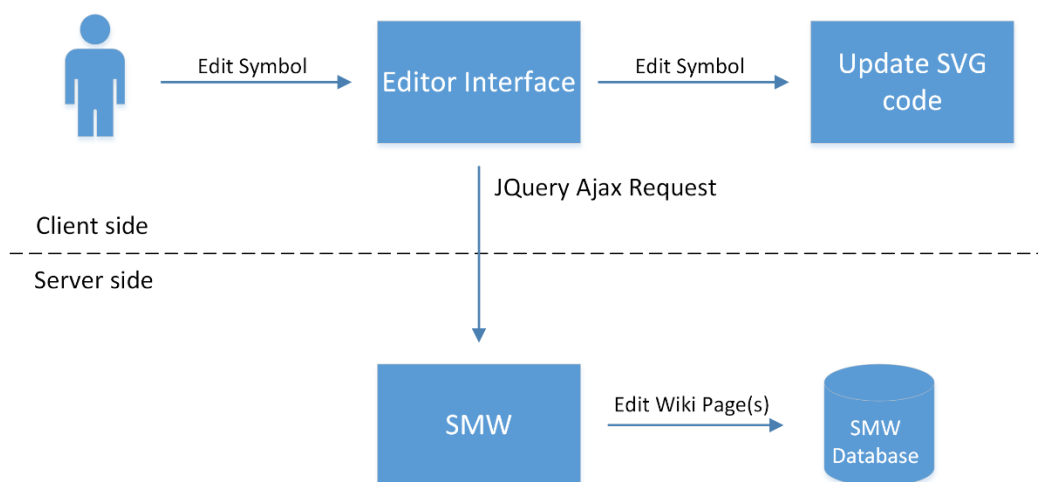 Edit Symbol
Editor Interface
Edit Symbol
Update SVG
code
JQuery Ajax Request
Client side
Server side
SMW
Edit Wiki Page(s)
SMW
Database